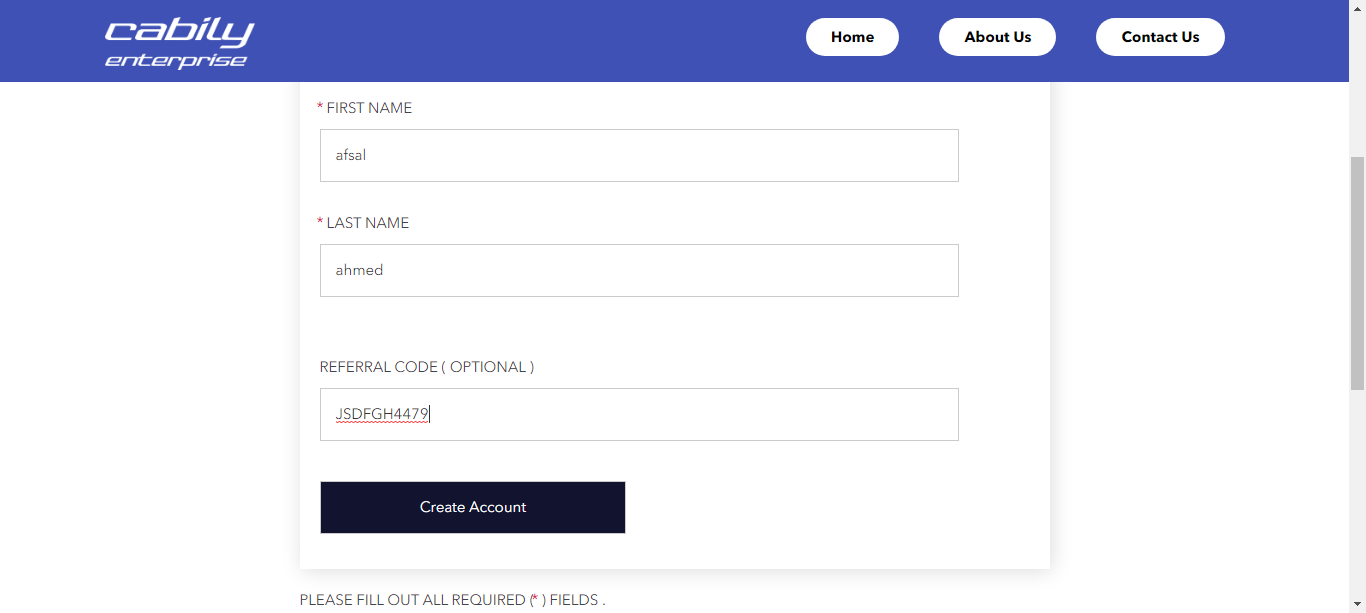 cabily
enterprise
Home
About Us
Contact Us
* FIRST NAME
afsal
* LAST NAME
ahmed
REFERRAL CODE ( OPTIONAL )
JSDFGH4479
Create Account
PLEASE FILL OUT ALL REQUIRED (* ) FIELDS .